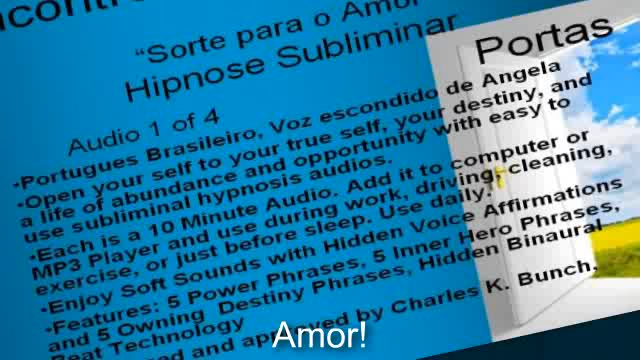 "Sorte para o Amor
Hipnose Subliminar
Portas
Audio 1 of 4
•Portugues Brasileiro, Voz escondido de Angela
•Open your self to your true self, your destiny, and
a life of abundance and opportunity with easy to
use subliminal hypnosis audios.
•Each is a 10 Minute Audio. Add it to computer or
MP3 Player and use during work, driving, cleaning,
exercise, or just before sleep. Use daily.
•Enjoy Soft Sounds with Hidden Voice Affirmations
•Features: 5 Power Phrases, 5 Inner Hero Phrases,
and 5 Owning Destiny Phrases, Hidden Binaural
Beat Technology
and approved by Charles K. Bunch,
Amor!